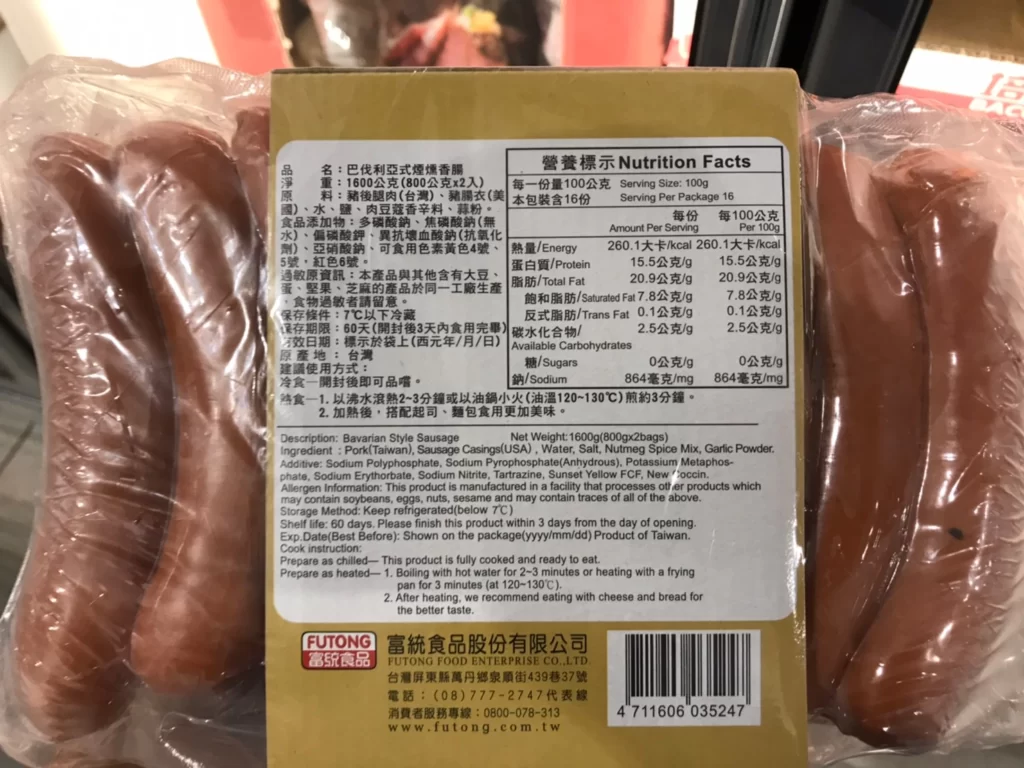 品　　名：巴伐利亞式煙燻香腸
淨　　重：1600公克(800公克x2入)
原　　料：豬後腿肉(台灣)、豬腸衣(美
國)、水、鹽、肉豆蔻香辛料、蒜粉。
食品添加物：多磷酸鈉、焦磷酸鈉(無
水)、偏磷酸鉀、異抗壞血酸鈉(抗氧化
劑)、亞硝酸鈉、可食用色素黃色4號、
5號，紅色6號。
過敏原資訊：本產品與其他含有大豆、
蛋、堅果、芝麻的產品於同一工廠生產
，食物過敏者請留意。
保存條件：7℃以下冷藏
保存期限：60天(開封後3天內食用完畢)
有效日期：標示於袋上(西元年/月/日)
原產地：台灣
建議使用方式：
冷食—開封後即可品嚐。
熱食—1. 以沸水滾熱2~3分鐘或以油鍋小火(油溫120~130℃)煎約3分鐘。
2. 加熱後，搭配起司、麵包食用更加美味。
營養標示 Nutrition Facts
每一份量100公克 Serving Size: 100g
本包裝含16份 Serving Per Package 16
每份 每100公克
Amount Per Serving Per 100g
熱量/Energy 260.1大卡/kcal 260.1大卡/kcal
蛋白質/Protein 15.5公克/g 15.5公克/g
脂肪/Total Fat 20.9公克/g 20.9公克/g
飽和脂肪/Saturated Fat 7.8公克/g 7.8公克/g
反式脂肪/Trans Fat 0.1公克/g 0.1公克/g
碳水化合物/ 2.5公克/g 2.5公克/g
Available Carbohydrates
糖/Sugars 0公克/g 0公克/g
鈉/Sodium 864毫克/mg 864毫克/mg
Description: Bavarian Style Sausage Net Weight:1600g(800gx2bags)
Ingredient : Pork(Taiwan), Sausage Casings(USA) , Water, Salt, Nutmeg Spice Mix, Garlic Powder.
Additive: Sodium Polyphosphate, Sodium Pyrophosphate(Anhydrous), Potassium Metaphos-
phate, Sodium Erythorbate, Sodium Nitrite, Tartrazine, Sunset Yellow FCF, New Coccin.
Allergen Information: This product is manufactured in a facility that processes other products which
may contain soybeans, eggs, nuts, sesame and may contain traces of all of the above.
Storage Method: Keep refrigerated(below 7℃)
Shelf life: 60 days. Please finish this product within 3 days from the day of opening.
Exp.Date(Best Before): Shown on the package(yyyy/mm/dd) Product of Taiwan.
Cook instruction:
Prepare as chilled— This product is fully cooked and ready to eat.
Prepare as heated— 1. Boiling with hot water for 2~3 minutes or heating with a frying
pan for 3 minutes (at 120~130℃).
2. After heating, we recommend eating with cheese and bread for
the better taste.
FUTONG
富統食品
富統食品股份有限公司
FUTONG FOOD ENTERPRISE CO.,LTD.
台灣屏東縣萬丹鄉泉順街439巷37號
電話：(08)777-2747代表線
消費者服務專線：0800-078-313
www.futong.com.tw
4 711606 035247